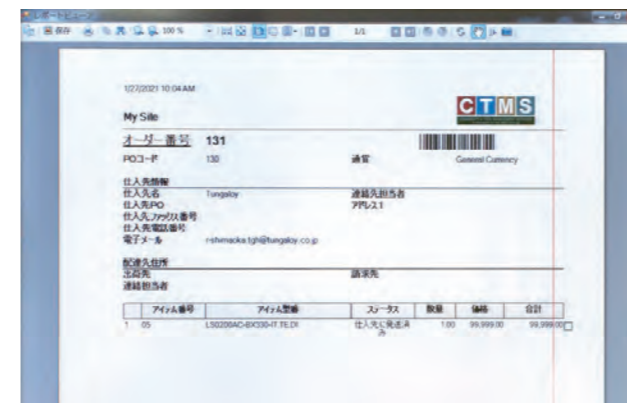 レポートビューア
保存 100 % 1/1
1/27/2021 10:04 AM
CTMS
My Site
オーダー番号 131
POコード 130 通貨 General Currency
仕入先情報
仕入先名 Tungaloy 連絡先担当者
仕入先PO アドレス1
仕入先ファックス番号
仕入先電話番号
電子メール
配達先住所
出荷先 請求先
連絡担当者
アイテム番号 アイテム型番 ステータス 数量 価格 合計
1 05 仕入先に発送済み 1.00 99,999.00 99,999.00